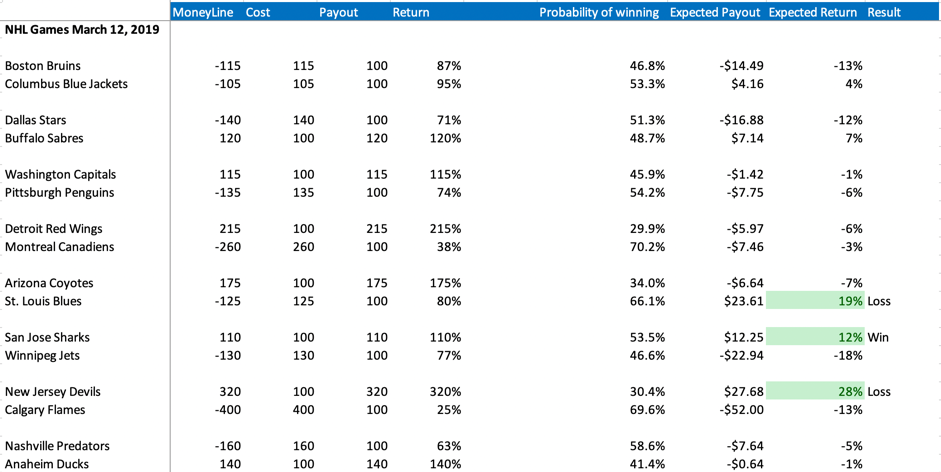 MoneyLine Cost Payout Return Probability of winning Expected Payout Expected Return Result
NHL Games March 12, 2019
Boston Bruins -115 115 100 87% 46.8% -$14.49 -13%
Columbus Blue Jackets -105 105 100 95% 53.3% $4.16 4%
Dallas Stars -140 140 100 71% 51.3% -$16.88 -12%
Buffalo Sabres 120 100 120 120% 48.7% $7.14 7%
Washington Capitals 115 100 115 115% 45.9% -$1.42 -1%
Pittsburgh Penguins -135 135 100 74% 54.2% -$7.75 -6%
Detroit Red Wings 215 100 215 215% 29.9% -$5.97 -6%
Montreal Canadiens -260 260 100 38% 70.2% -$7.46 -3%
Arizona Coyotes 175 100 175 175% 34.0% -$6.64 -7%
St. Louis Blues -125 125 100 80% 66.1% $23.61 19% Loss
San Jose Sharks 110 100 110 110% 53.5% $12.25 12% Win
Winnipeg Jets -130 130 100 77% 46.6% -$22.94 -18%
New Jersey Devils 320 100 320 320% 30.4% $27.68 28% Loss
Calgary Flames -400 400 100 25% 69.6% -$52.00 -13%
Nashville Predators -160 160 100 63% 58.6% -$7.64 -5%
Anaheim Ducks 140 100 140 140% 41.4% -$0.64 -1%